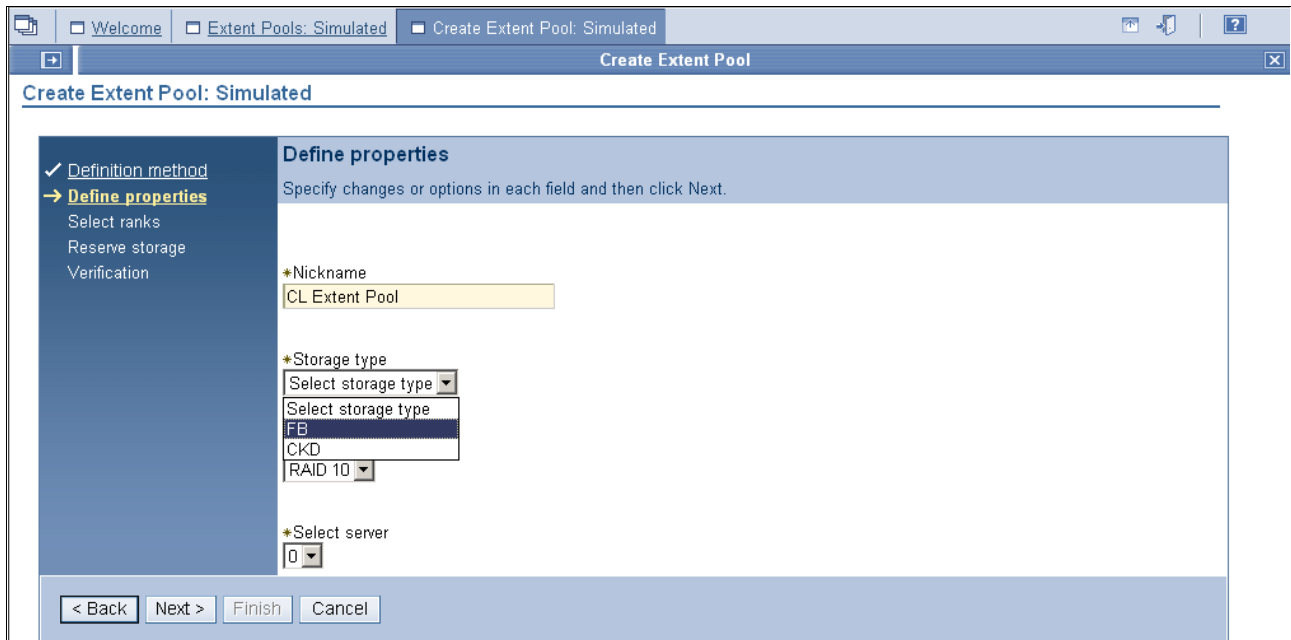 Welcome Extent Pools: Simulated Create Extent Pool: Simulated ?
Create Extent Pool
Create Extent Pool: Simulated
Definition method
Define properties
Select ranks
Reserve storage
Verification
Define properties
Specify changes or options in each field and then click Next.
*Nickname
CL Extent Pool
*Storage type
Select storage type
Select storage type
FB
CKD
RAID 10
*Select server
0
< Back Next > Finish Cancel